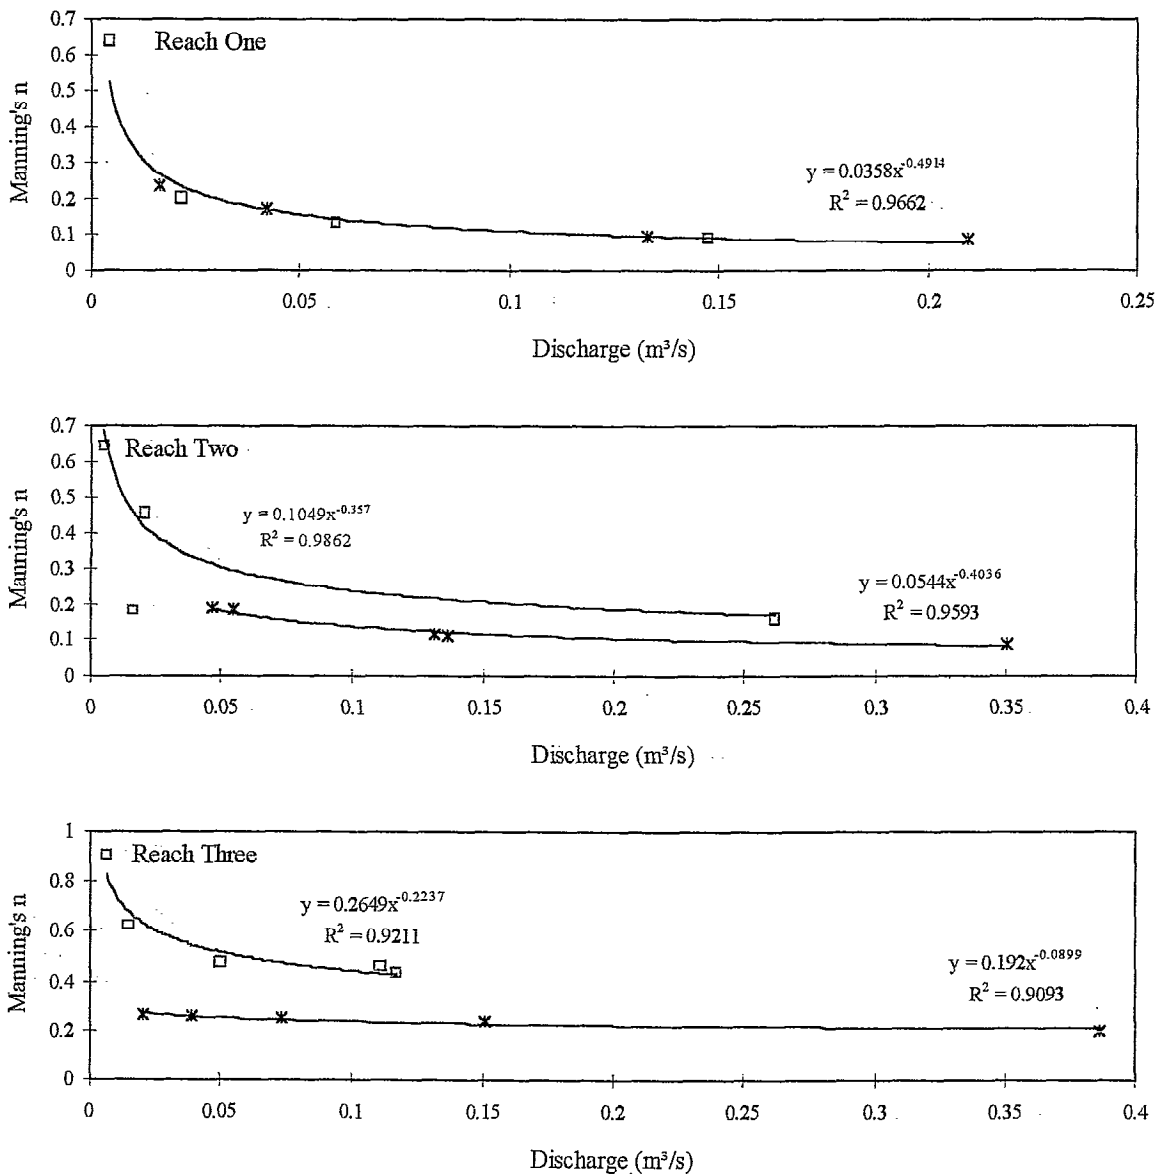 Reach One
Manning's n
0.7
0.6
0.5
0.4
0.3
0.2
0.1
0
y = 0.0358x^-0.4914
R² = 0.9662
0 0.05 0.1 0.15 0.2 0.25
Discharge (m³/s)
Reach Two
Manning's n
0.7
0.6
0.5
0.4
0.3
0.2
0.1
0
y = 0.1049x^-0.357
R² = 0.9862
y = 0.0544x^-0.4036
R² = 0.9593
0 0.05 0.1 0.15 0.2 0.25 0.3 0.35 0.4
Discharge (m³/s)
Reach Three
Manning's n
1
0.8
0.6
0.4
0.2
0
y = 0.2649x^-0.2237
R² = 0.9211
y = 0.192x^-0.0899
R² = 0.9093
0 0.05 0.1 0.15 0.2 0.25 0.3 0.35 0.4
Discharge (m³/s)